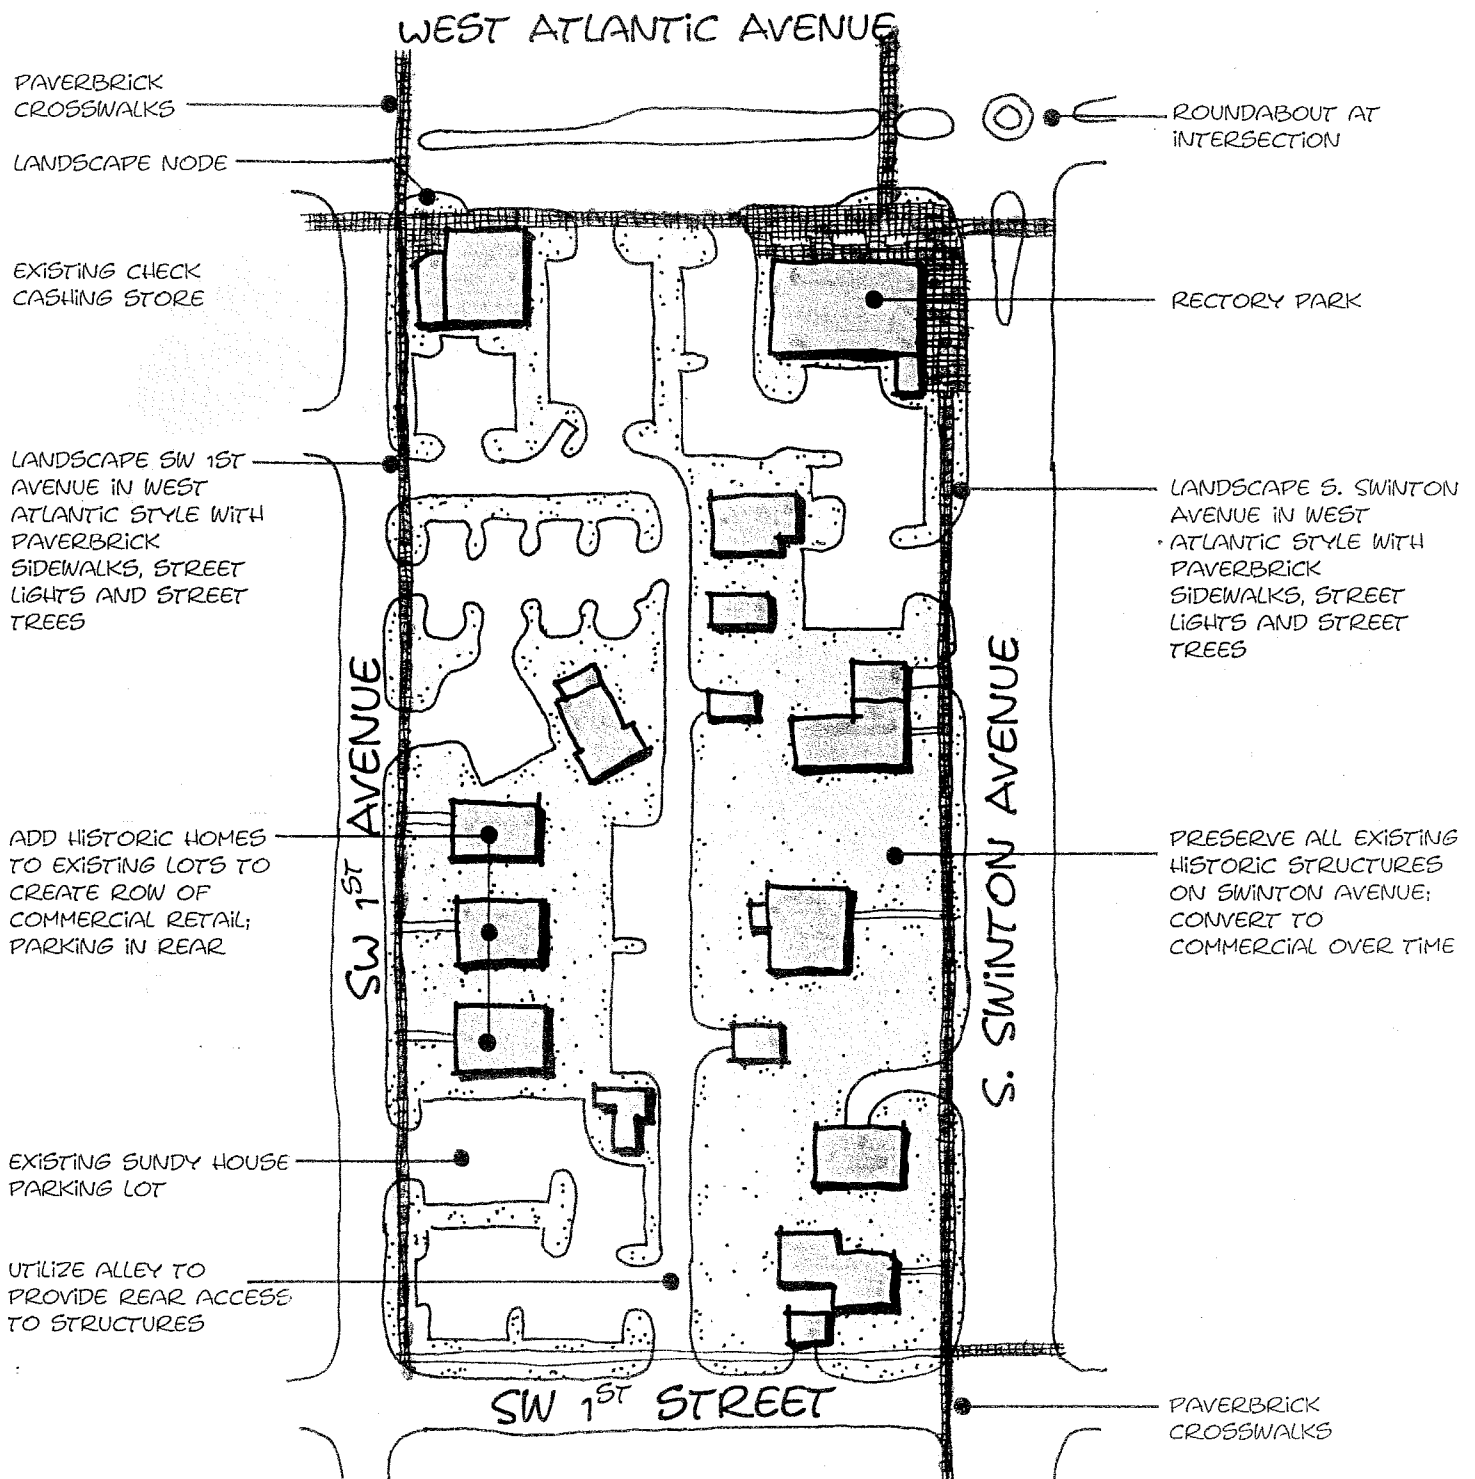 WEST ATLANTIC AVENUE
PAVERBRICK
CROSSWALKS
LANDSCAPE NODE
EXISTING CHECK
CASHING STORE
LANDSCAPE SW 1ST
AVENUE IN WEST
ATLANTIC STYLE WITH
PAVERBRICK
SIDEWALKS, STREET
LIGHTS AND STREET
TREES
ADD HISTORIC HOMES
TO EXISTING LOTS TO
CREATE ROW OF
COMMERCIAL RETAIL;
PARKING IN REAR
EXISTING SUNDY HOUSE
PARKING LOT
UTILIZE ALLEY TO
PROVIDE REAR ACCESS
TO STRUCTURES
SW 1ST AVENUE
SW 1ST STREET
S. SWINTON AVENUE
ROUNDABOUT AT
INTERSECTION
RECTORY PARK
LANDSCAPE S. SWINTON
AVENUE IN WEST
ATLANTIC STYLE WITH
PAVERBRICK
SIDEWALKS, STREET
LIGHTS AND STREET
TREES
PRESERVE ALL EXISTING
HISTORIC STRUCTURES
ON SWINTON AVENUE;
CONVERT TO
COMMERCIAL OVER TIME
PAVERBRICK
CROSSWALKS